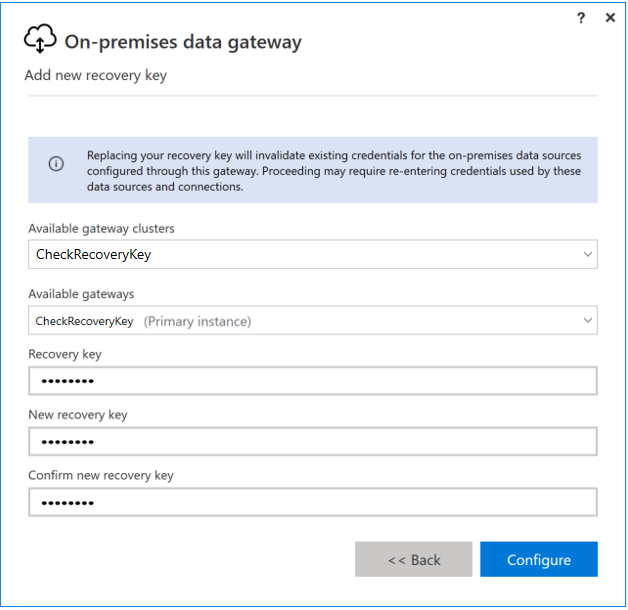 ?
On-premises data gateway
Add new recovery key
Replacing your recovery key will invalidate existing credentials for the on-premises data sources
configured through this gateway. Proceeding may require re-entering credentials used by these
data sources and connections.
Available gateway clusters
CheckRecoveryKey
Available gateways
CheckRecoveryKey (Primary instance)
Recovery key
••••••••
New recovery key
••••••••
Confirm new recovery key
••••••••
<< Back Configure